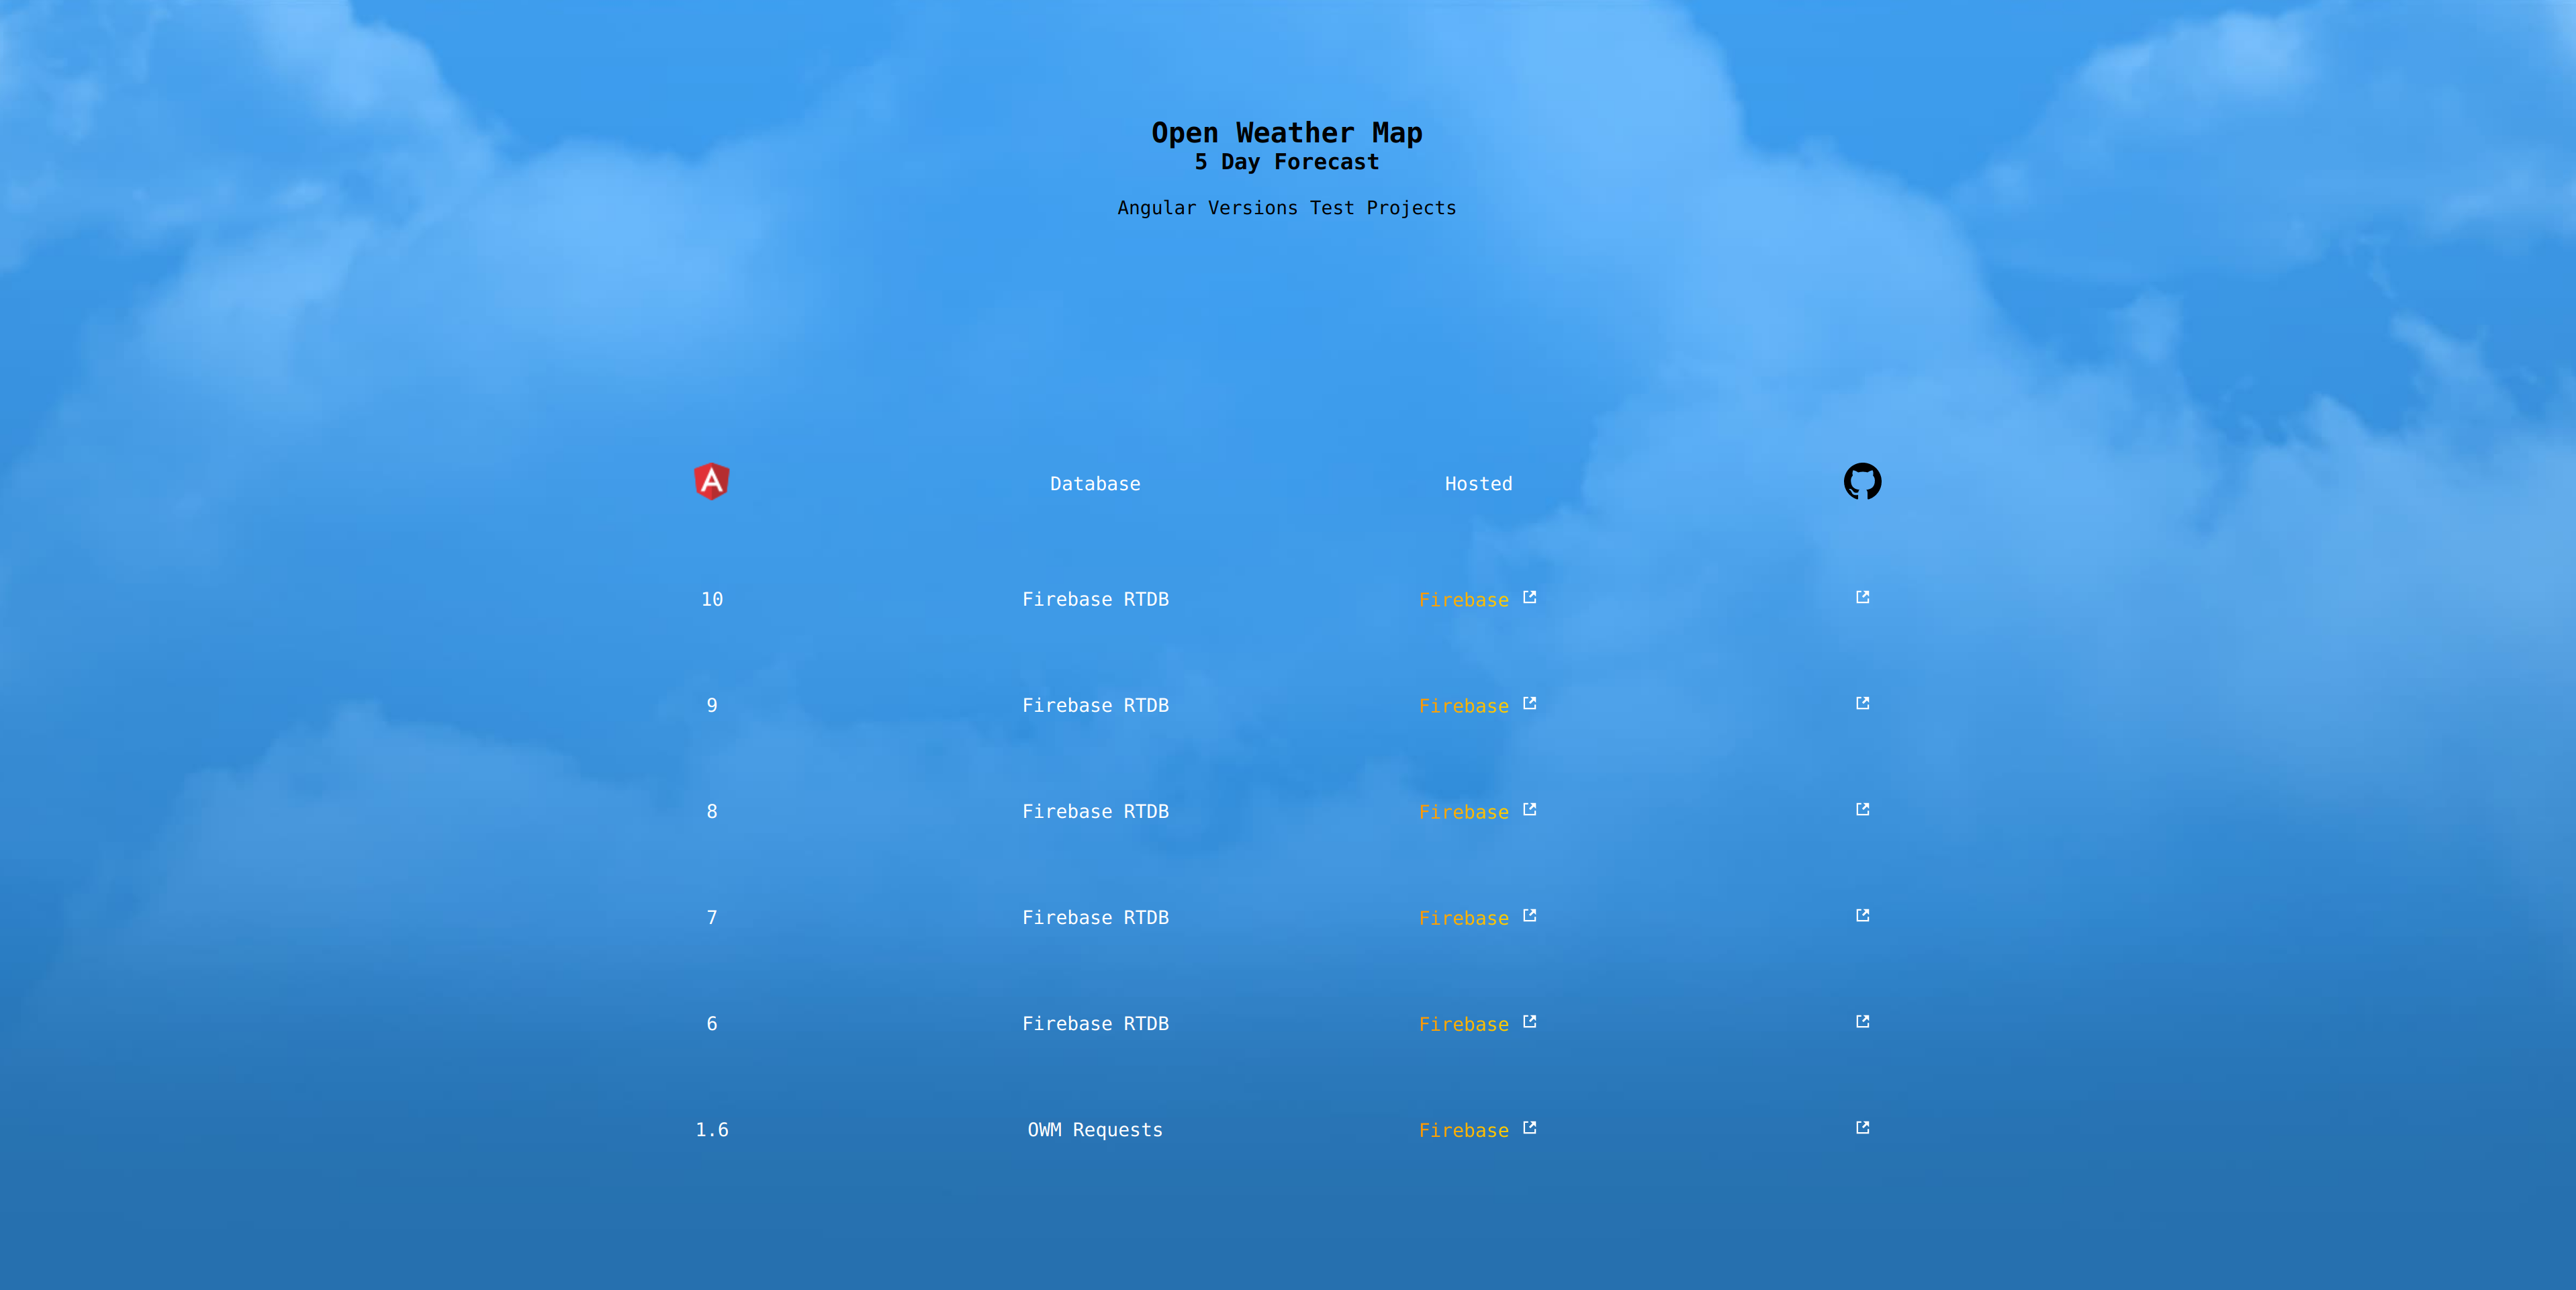 Open Weather Map
5 Day Forecast
Angular Versions Test Projects
A Database Hosted
10 Firebase RTDB Firebase
9 Firebase RTDB Firebase
8 Firebase RTDB Firebase
7 Firebase RTDB Firebase
6 Firebase RTDB Firebase
1.6 OWM Requests Firebase